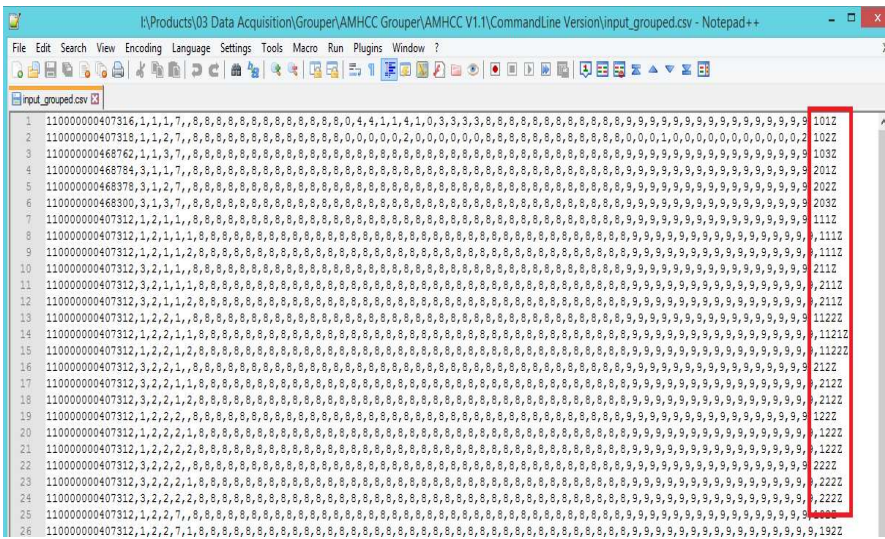 I:\Products\03 Data Acquisition\Grouper\AMHCC Grouper\AMHCC V1.1\CommandLine Version\input_grouped.csv - Notepad++
File Edit Search View Encoding Language Settings Tools Macro Run Plugins Window ?
input_grouped.csv
1 110000000407316,1,1,1,7,,8,8,8,8,8,8,8,8,8,8,8,8,8,0,4,4,1,1,4,1,0,3,3,3,3,8,8,8,8,8,8,8,8,8,8,8,8,9,9,9,9,9,9,9,9,9,9,9,9,9,9,9,9,101Z
2 110000000407318,1,1,2,7,,8,8,8,8,8,8,8,8,8,8,8,8,8,0,0,0,0,0,2,0,0,0,0,0,0,8,8,8,8,8,8,8,8,8,8,8,8,0,0,0,1,0,0,0,0,0,0,0,0,0,0,0,2,102Z
3 110000000468762,1,1,3,7,,8,8,8,8,8,8,8,8,8,8,8,8,8,8,8,8,8,8,8,8,8,8,8,8,8,8,8,8,8,8,8,8,8,8,8,8,8,9,9,9,9,9,9,9,9,9,9,9,9,9,9,9,9,103Z
4 110000000468784,3,1,1,7,,8,8,8,8,8,8,8,8,8,8,8,8,8,8,8,8,8,8,8,8,8,8,8,8,8,8,8,8,8,8,8,8,8,8,8,8,8,9,9,9,9,9,9,9,9,9,9,9,9,9,9,9,9,201Z
5 110000000468378,3,1,2,7,,8,8,8,8,8,8,8,8,8,8,8,8,8,8,8,8,8,8,8,8,8,8,8,8,8,8,8,8,8,8,8,8,8,8,8,8,8,9,9,9,9,9,9,9,9,9,9,9,9,9,9,9,9,202Z
6 110000000468300,3,1,3,7,,8,8,8,8,8,8,8,8,8,8,8,8,8,8,8,8,8,8,8,8,8,8,8,8,8,8,8,8,8,8,8,8,8,8,8,8,8,9,9,9,9,9,9,9,9,9,9,9,9,9,9,9,9,203Z
7 110000000407312,1,2,1,1,,8,8,8,8,8,8,8,8,8,8,8,8,8,8,8,8,8,8,8,8,8,8,8,8,8,8,8,8,8,8,8,8,8,8,8,8,8,9,9,9,9,9,9,9,9,9,9,9,9,9,9,9,9,111Z
8 110000000407312,1,2,1,1,1,8,8,8,8,8,8,8,8,8,8,8,8,8,8,8,8,8,8,8,8,8,8,8,8,8,8,8,8,8,8,8,8,8,8,8,8,8,9,9,9,9,9,9,9,9,9,9,9,9,9,9,9,9,111Z
9 110000000407312,1,2,1,1,2,8,8,8,8,8,8,8,8,8,8,8,8,8,8,8,8,8,8,8,8,8,8,8,8,8,8,8,8,8,8,8,8,8,8,8,8,8,9,9,9,9,9,9,9,9,9,9,9,9,9,9,9,9,111Z
10 110000000407312,3,2,1,1,,8,8,8,8,8,8,8,8,8,8,8,8,8,8,8,8,8,8,8,8,8,8,8,8,8,8,8,8,8,8,8,8,8,8,8,8,8,9,9,9,9,9,9,9,9,9,9,9,9,9,9,9,9,211Z
11 110000000407312,3,2,1,1,1,8,8,8,8,8,8,8,8,8,8,8,8,8,8,8,8,8,8,8,8,8,8,8,8,8,8,8,8,8,8,8,8,8,8,8,8,8,9,9,9,9,9,9,9,9,9,9,9,9,9,9,9,9,211Z
12 110000000407312,3,2,1,1,2,8,8,8,8,8,8,8,8,8,8,8,8,8,8,8,8,8,8,8,8,8,8,8,8,8,8,8,8,8,8,8,8,8,8,8,8,8,9,9,9,9,9,9,9,9,9,9,9,9,9,9,9,9,211Z
13 110000000407312,1,2,2,1,,8,8,8,8,8,8,8,8,8,8,8,8,8,8,8,8,8,8,8,8,8,8,8,8,8,8,8,8,8,8,8,8,8,8,8,8,8,9,9,9,9,9,9,9,9,9,9,9,9,9,9,9,9,1122Z
14 110000000407312,1,2,2,1,1,8,8,8,8,8,8,8,8,8,8,8,8,8,8,8,8,8,8,8,8,8,8,8,8,8,8,8,8,8,8,8,8,8,8,8,8,8,9,9,9,9,9,9,9,9,9,9,9,9,9,9,9,9,1121Z
15 110000000407312,1,2,2,1,2,8,8,8,8,8,8,8,8,8,8,8,8,8,8,8,8,8,8,8,8,8,8,8,8,8,8,8,8,8,8,8,8,8,8,8,8,8,9,9,9,9,9,9,9,9,9,9,9,9,9,9,9,9,1122Z
16 110000000407312,3,2,2,1,,8,8,8,8,8,8,8,8,8,8,8,8,8,8,8,8,8,8,8,8,8,8,8,8,8,8,8,8,8,8,8,8,8,8,8,8,8,9,9,9,9,9,9,9,9,9,9,9,9,9,9,9,9,212Z
17 110000000407312,3,2,2,1,1,8,8,8,8,8,8,8,8,8,8,8,8,8,8,8,8,8,8,8,8,8,8,8,8,8,8,8,8,8,8,8,8,8,8,8,8,8,9,9,9,9,9,9,9,9,9,9,9,9,9,9,9,9,212Z
18 110000000407312,3,2,2,1,2,8,8,8,8,8,8,8,8,8,8,8,8,8,8,8,8,8,8,8,8,8,8,8,8,8,8,8,8,8,8,8,8,8,8,8,8,8,9,9,9,9,9,9,9,9,9,9,9,9,9,9,9,9,212Z
19 110000000407312,1,2,2,2,,8,8,8,8,8,8,8,8,8,8,8,8,8,8,8,8,8,8,8,8,8,8,8,8,8,8,8,8,8,8,8,8,8,8,8,8,8,9,9,9,9,9,9,9,9,9,9,9,9,9,9,9,9,122Z
20 110000000407312,1,2,2,2,1,8,8,8,8,8,8,8,8,8,8,8,8,8,8,8,8,8,8,8,8,8,8,8,8,8,8,8,8,8,8,8,8,8,8,8,8,8,9,9,9,9,9,9,9,9,9,9,9,9,9,9,9,9,122Z
21 110000000407312,1,2,2,2,2,8,8,8,8,8,8,8,8,8,8,8,8,8,8,8,8,8,8,8,8,8,8,8,8,8,8,8,8,8,8,8,8,8,8,8,8,8,9,9,9,9,9,9,9,9,9,9,9,9,9,9,9,9,122Z
22 110000000407312,3,2,2,2,,8,8,8,8,8,8,8,8,8,8,8,8,8,8,8,8,8,8,8,8,8,8,8,8,8,8,8,8,8,8,8,8,8,8,8,8,8,9,9,9,9,9,9,9,9,9,9,9,9,9,9,9,9,222Z
23 110000000407312,3,2,2,2,1,8,8,8,8,8,8,8,8,8,8,8,8,8,8,8,8,8,8,8,8,8,8,8,8,8,8,8,8,8,8,8,8,8,8,8,8,8,9,9,9,9,9,9,9,9,9,9,9,9,9,9,9,9,222Z
24 110000000407312,3,2,2,2,2,8,8,8,8,8,8,8,8,8,8,8,8,8,8,8,8,8,8,8,8,8,8,8,8,8,8,8,8,8,8,8,8,8,8,8,8,8,9,9,9,9,9,9,9,9,9,9,9,9,9,9,9,9,222Z
25 110000000407312,1,2,2,7,,8,8,8,8,8,8,8,8,8,8,8,8,8,8,8,8,8,8,8,8,8,8,8,8,8,8,8,8,8,8,8,8,8,8,8,8,8,9,9,9,9,9,9,9,9,9,9,9,9,9,9,9,9,
26 110000000407312,1,2,2,7,1,8,8,8,8,8,8,8,8,8,8,8,8,8,8,8,8,8,8,8,8,8,8,8,8,8,8,8,8,8,8,8,8,8,8,8,8,8,9,9,9,9,9,9,9,9,9,9,9,9,9,9,9,9,192Z